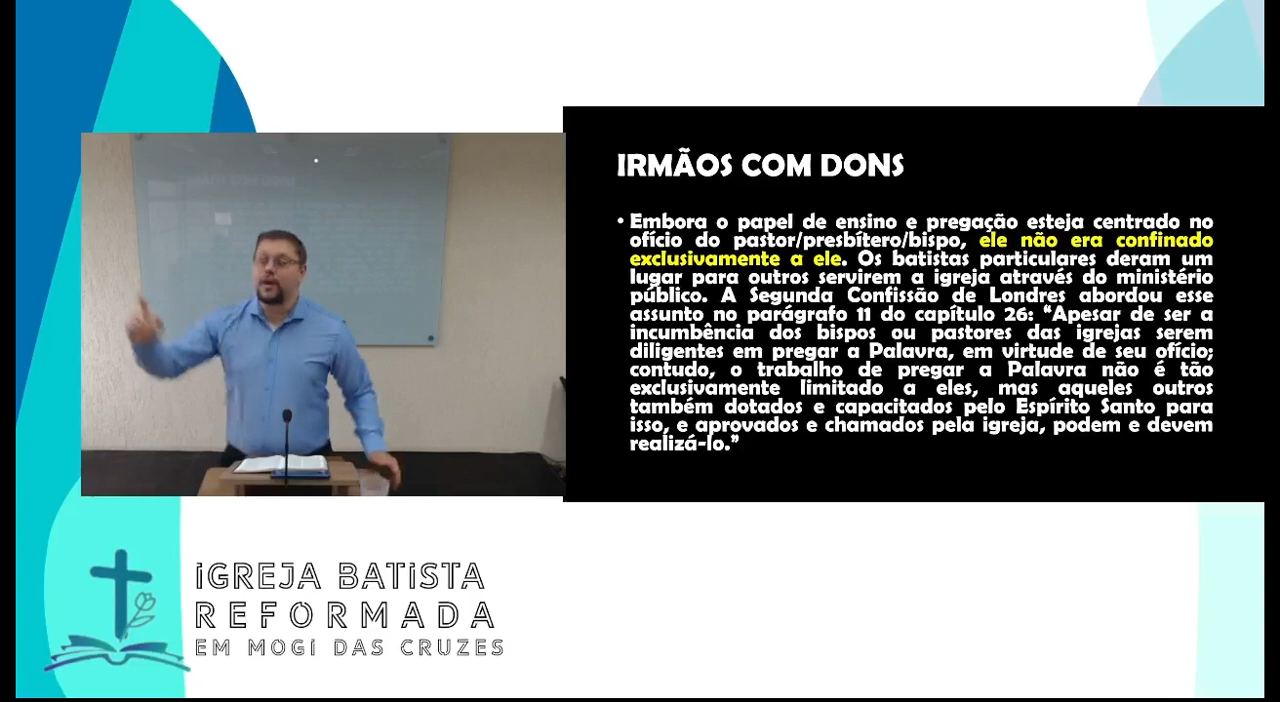 IRMÃOS COM DONS
• Embora o papel de ensino e pregação esteja centrado no
ofício do pastor/presbítero/bispo, ele não era confinado
exclusivamente a ele. Os batistas particulares deram um
lugar para outros servirem a igreja através do ministério
público. A Segunda Confissão de Londres abordou esse
assunto no parágrafo 11 do capítulo 26: “Apesar de ser a
incumbência dos bispos ou pastores das igrejas serem
diligentes em pregar a Palavra, em virtude de seu ofício;
contudo, o trabalho de pregar a Palavra não é tão
exclusivamente limitado a eles, mas aqueles outros
também dotados e capacitados pelo Espírito Santo para
isso, e aprovados e chamados pela igreja, podem e devem
realizá-lo.”
IGREJA BATISTA
REFORMADA
EM MOGI DAS CRUZES